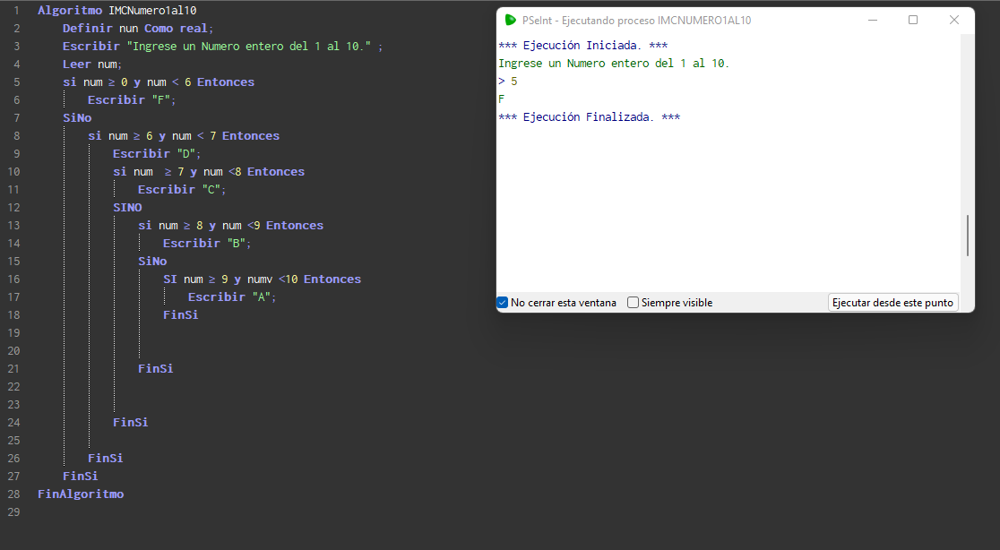 1 Algoritmo IMCNumero1al10
2 Definir nun Como real;
3 Escribir "Ingrese un Numero entero del 1 al 10." ;
4 Leer num;
5 si num ≥ 0 y num < 6 Entonces
6 Escribir "F";
7 SiNo
8 si num ≥ 6 y num < 7 Entonces
9 Escribir "D";
10 si num  ≥ 7 y num <8 Entonces
11 Escribir "C";
12 SINO
13 si num ≥ 8 y num <9 Entonces
14 Escribir "B";
15 SiNo
16 SI num ≥ 9 y numv <10 Entonces
17 Escribir "A";
18 FinSi
19
20
21 FinSi
22
23
24 FinSi
25
26 FinSi
27 FinSi
28 FinAlgoritmo
29
PSeInt - Ejecutando proceso IMCNUMERO1AL10
*** Ejecución Iniciada. ***
Ingrese un Numero entero del 1 al 10.
> 5
F
*** Ejecución Finalizada. ***
No cerrar esta ventana Siempre visible Ejecutar desde este punto